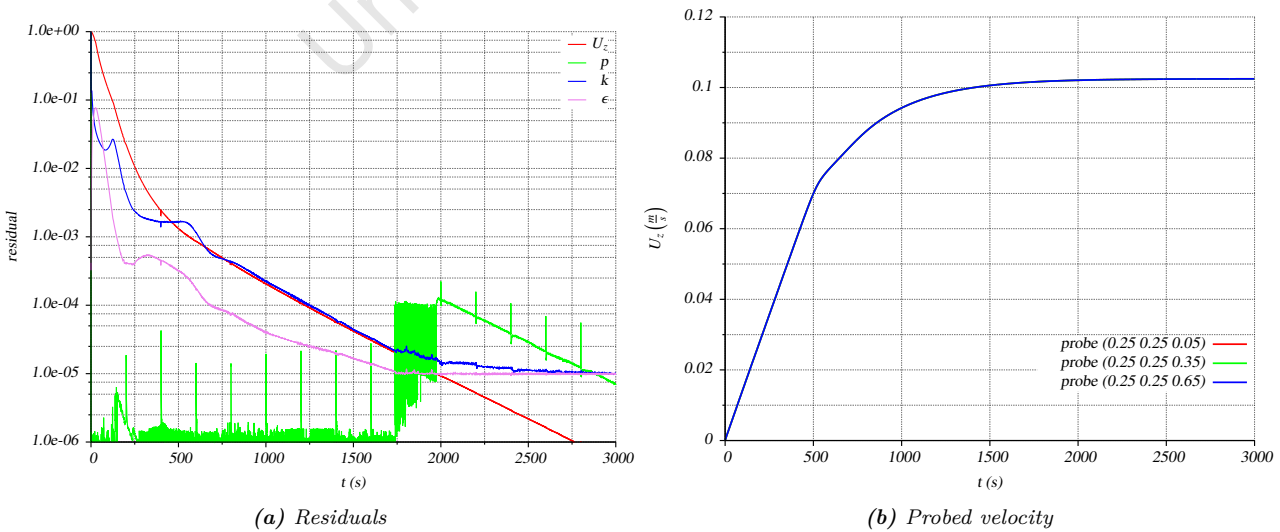 Un
1.0e+00
1.0e-01
1.0e-02
1.0e-03
1.0e-04
1.0e-05
1.0e-06
residual
U_z
p
k
ϵ
0 500 1000 1500 2000 2500 3000
t (s)
(a) Residuals
0.12
0.1
0.08
0.06
0.04
0.02
0
U_z (m/s)
probe (0.25 0.25 0.05)
probe (0.25 0.25 0.35)
probe (0.25 0.25 0.65)
0 500 1000 1500 2000 2500 3000
t (s)
(b) Probed velocity